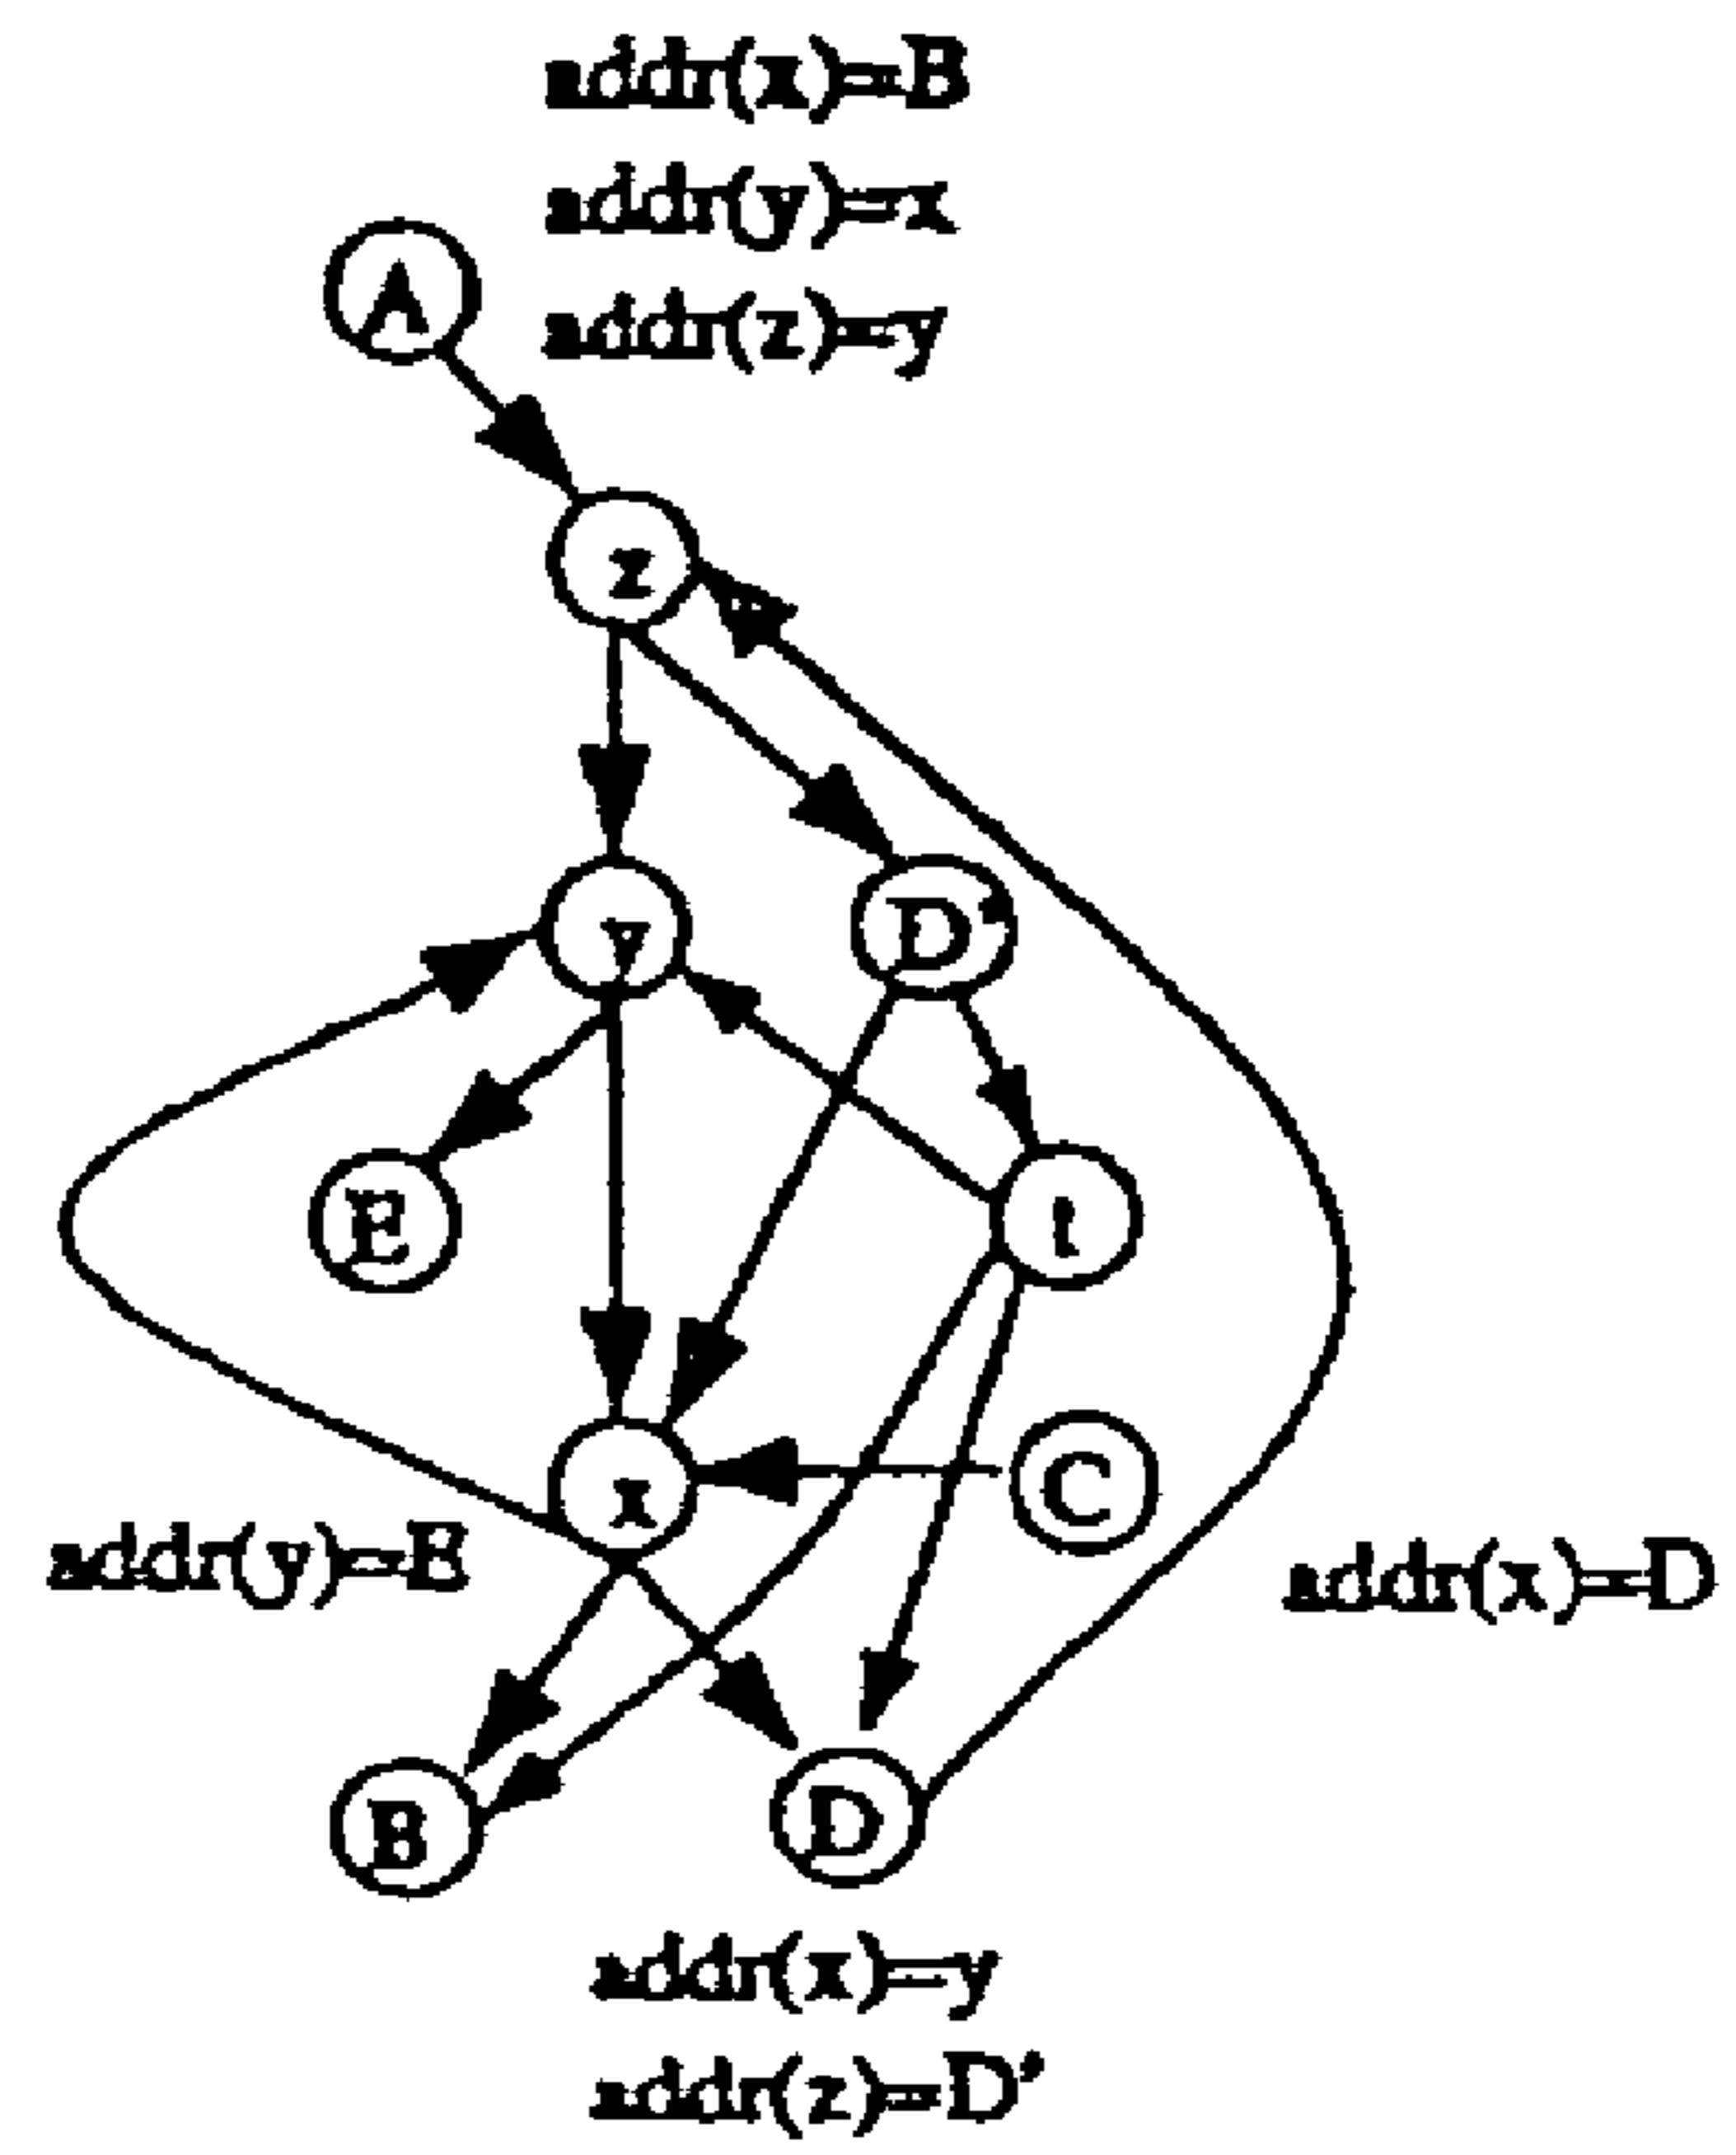 addr(x)=B
addr(y)=x
A
addr(z)=y
z
y
D'
E
t
x
C
addr(y)=B
addr(x)=D
B
D
addr(x)=y
addr(z)=D'